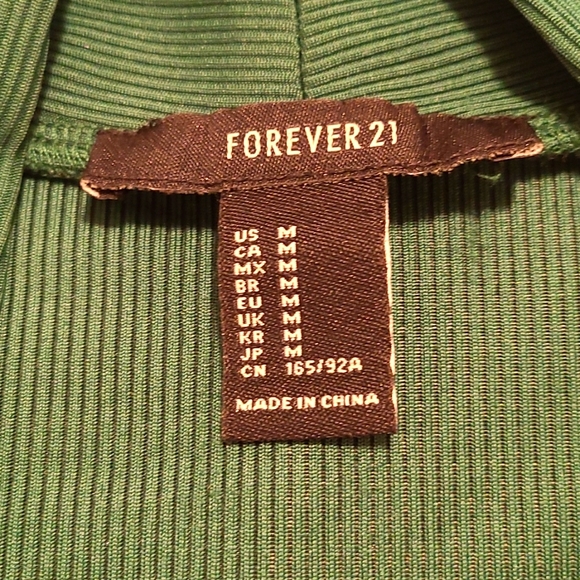 FOREVER 21
US M
CA M
MX M
BR M
EU M
UK M
KR M
JP M
CN 165/92A
MADE IN CHINA